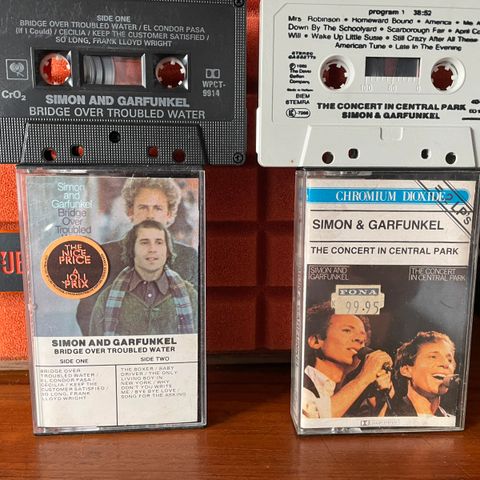 SIDE ONE
BRIDGE OVER TROUBLED WATER / EL CONDOR PASA
(If I Could) / CECILIA / KEEP THE CUSTOMER SATISFIED /
SO LONG, FRANK LLOYD WRIGHT
WPCT-
9914
CrO2
SIMON AND GARFUNKEL
BRIDGE OVER TROUBLED WATER
program 1 38:52
Mrs. Robinson • Homeward Bound • America • Me A
Down By The Schoolyard • Scarborough Fair • April Co
Will • Wake Up Little Susie • Still Crazy After All These
American Tune • Late In The Evening
STEREO
CASSETTE
BIEM
STEMRA
THE CONCERT IN CENTRAL PARK
SIMON & GARFUNKEL
Simon
and
Garfunkel
Bridge
Over
Troubled
THE
NICE
PRICE
A
JOLI
PRIX
SIMON AND GARFUNKEL
BRIDGE OVER TROUBLED WATER
SIDE ONE
BRIDGE OVER
TROUBLED WATER /
EL CONDOR PASA /
CECILIA / KEEP THE
CUSTOMER SATISFIED /
SO LONG, FRANK
LLOYD WRIGHT
SIDE TWO
THE BOXER / BABY
DRIVER / THE ONLY
LIVING BOY IN
NEW YORK / WHY
DON'T YOU WRITE
ME / BYE BYE LOVE /
SONG FOR THE ASKING
CHROMIUM DIOXIDE
LP's
SIMON & GARFUNKEL
THE CONCERT IN CENTRAL PARK
SIMON AND
GARFUNKEL
THE CONCERT
IN CENTRAL PARK
FONA
99.95